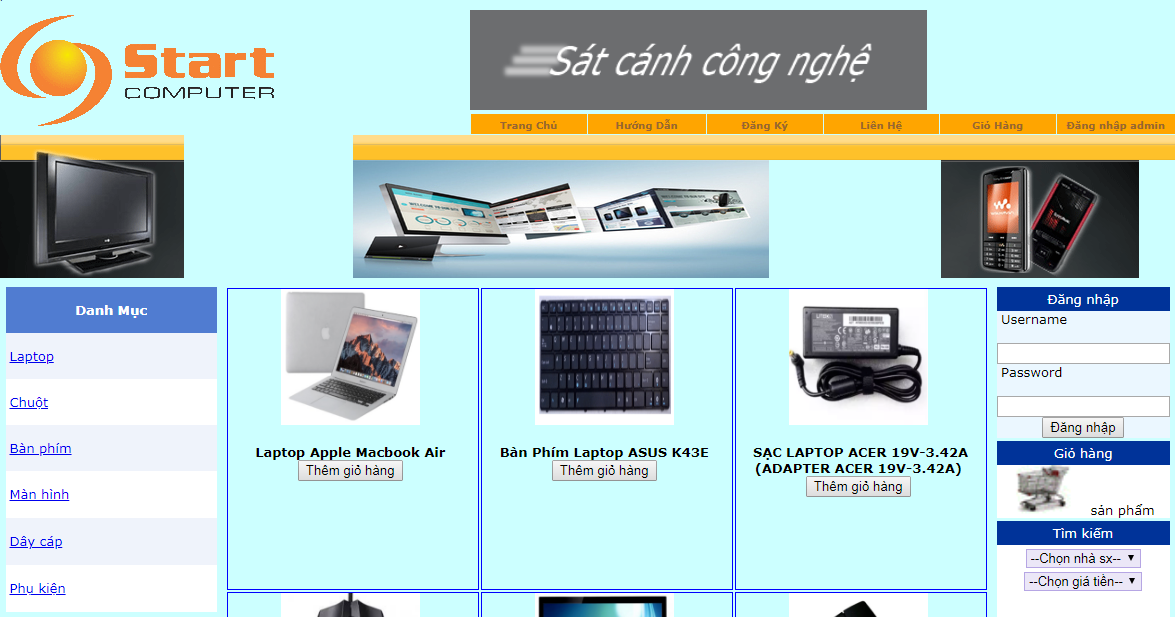 Start
COMPUTER
Sát cánh công nghệ
Trang Chủ
Hướng Dẫn
Đăng Ký
Liên Hệ
Giỏ Hàng
Đăng nhập admin
Danh Mục
Laptop
Chuột
Bàn phím
Màn hình
Dây cáp
Phụ kiện
Laptop Apple Macbook Air
Thêm giỏ hàng
Bàn Phím Laptop ASUS K43E
Thêm giỏ hàng
SẠC LAPTOP ACER 19V-3.42A
(ADAPTER ACER 19V-3.42A)
Thêm giỏ hàng
Đăng nhập
Username
Password
Đăng nhập
Giỏ hàng
sản phẩm
Tìm kiếm
--Chọn nhà sx--
--Chọn giá tiền--